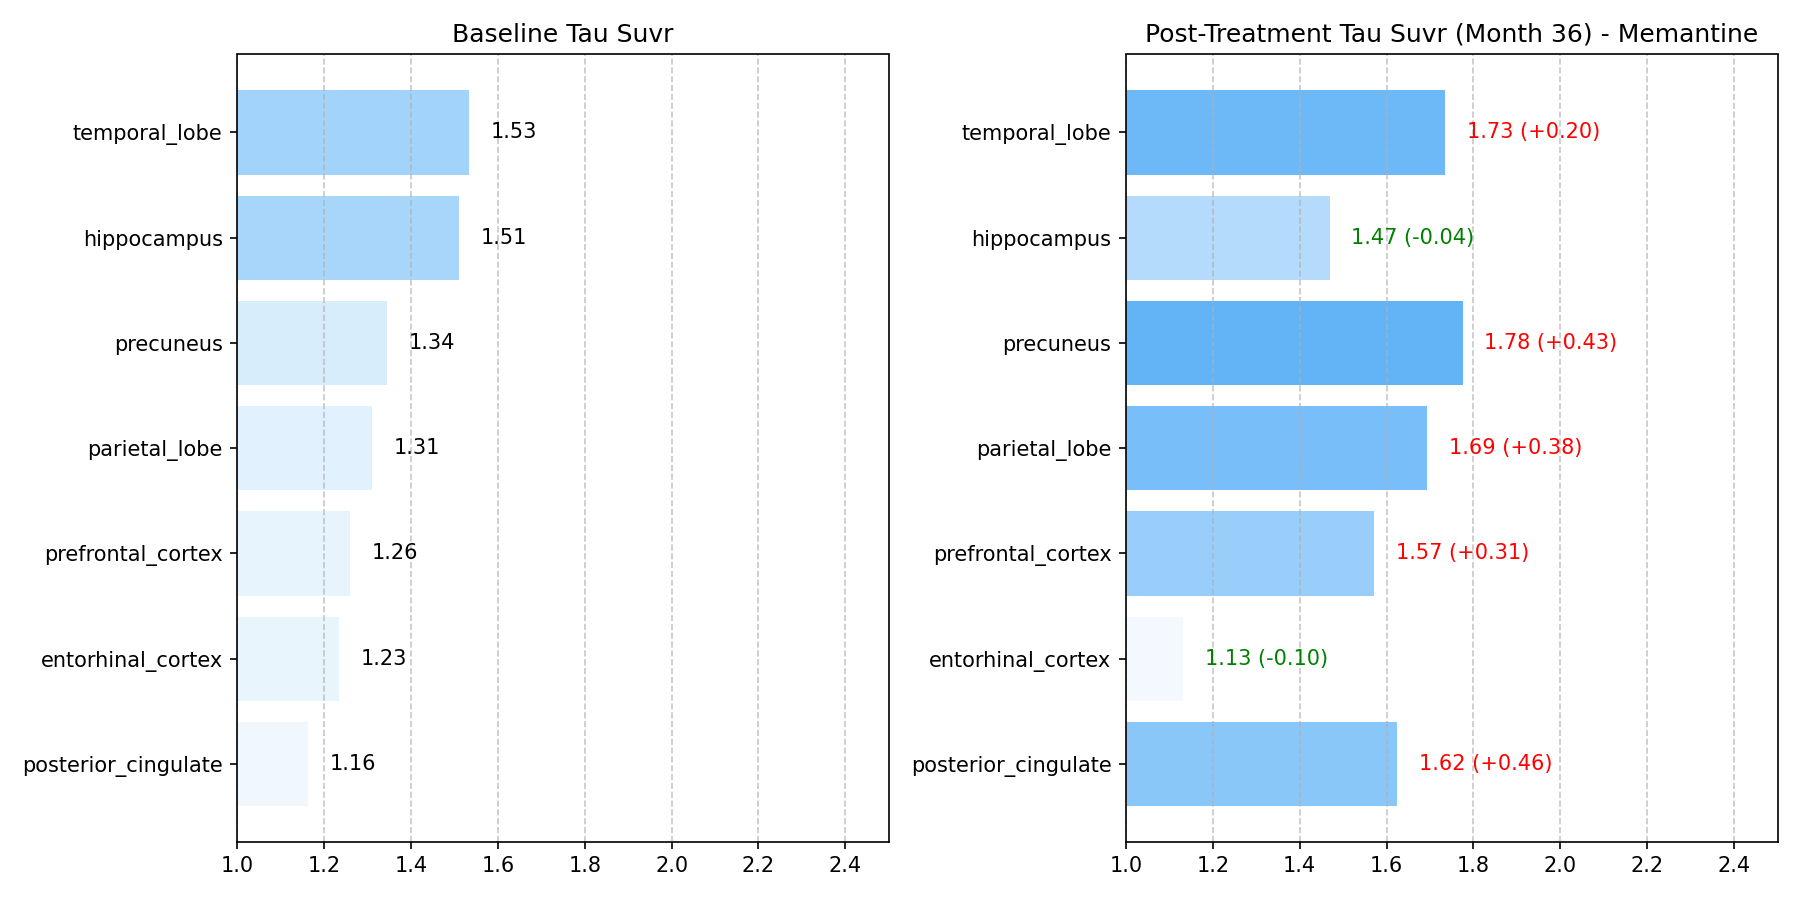 Baseline Tau Suvr
temporal_lobe
1.53
hippocampus
1.51
precuneus
1.34
parietal_lobe
1.31
prefrontal_cortex
1.26
entorhinal_cortex
1.23
posterior_cingulate
1.16
1.0 1.2 1.4 1.6 1.8 2.0 2.2 2.4
Post-Treatment Tau Suvr (Month 36) - Memantine
temporal_lobe
1.73 (+0.20)
hippocampus
1.47 (-0.04)
precuneus
1.78 (+0.43)
parietal_lobe
1.69 (+0.38)
prefrontal_cortex
1.57 (+0.31)
entorhinal_cortex
1.13 (-0.10)
posterior_cingulate
1.62 (+0.46)
1.0 1.2 1.4 1.6 1.8 2.0 2.2 2.4